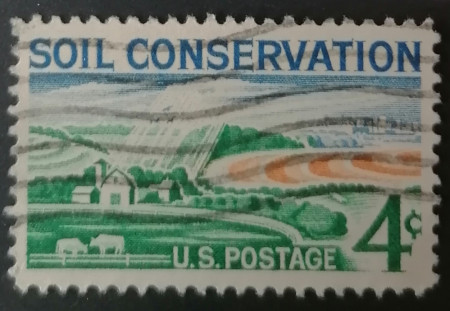 SOIL CONSERVATION
4¢
U.S. POSTAGE